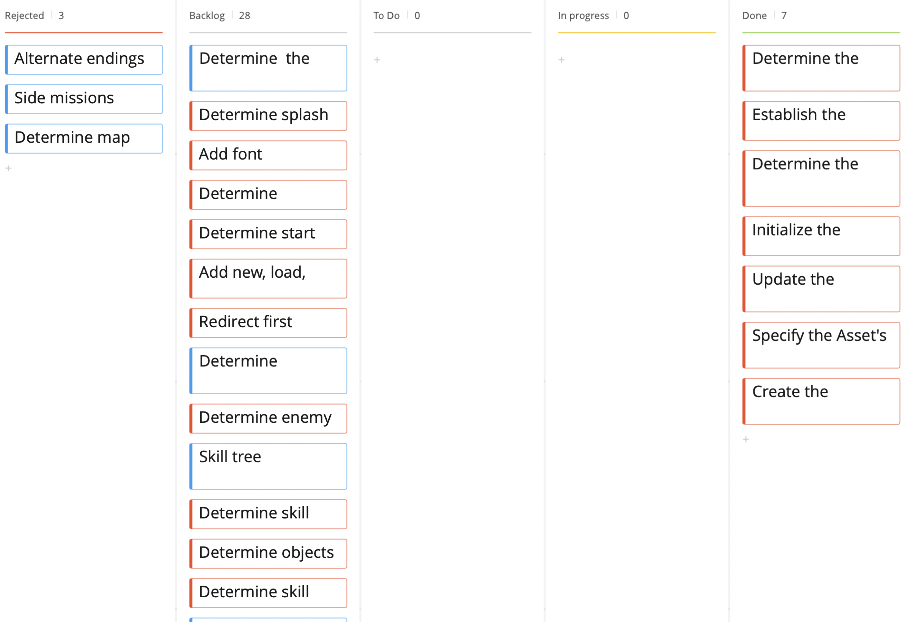 Rejected 3
Alternate endings
Side missions
Determine map
+
Backlog 28
Determine  the
Determine splash
Add font
Determine
Determine start
Add new, load,
Redirect first
Determine
Determine enemy
Skill tree
Determine skill
Determine objects
Determine skill
To Do 0
+
In progress 0
+
Done 7
Determine the
Establish the
Determine the
Initialize the
Update the
Specify the Asset's
Create the
+